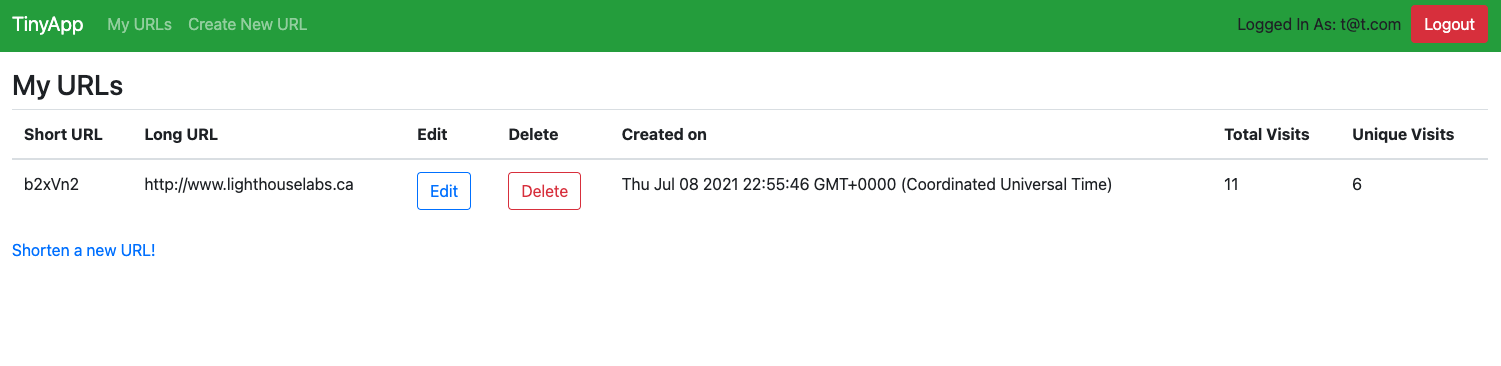 TinyApp My URLs Create New URL Logged In As: t@t.com Logout
My URLs
Short URL Long URL Edit Delete Created on Total Visits Unique Visits
b2xVn2 http://www.lighthouselabs.ca Edit Delete Thu Jul 08 2021 22:55:46 GMT+0000 (Coordinated Universal Time) 11 6
Shorten a new URL!